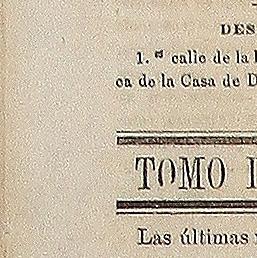 DES
1.ª calle de la
ca de la Casa de D
TOMO I
Las últimas